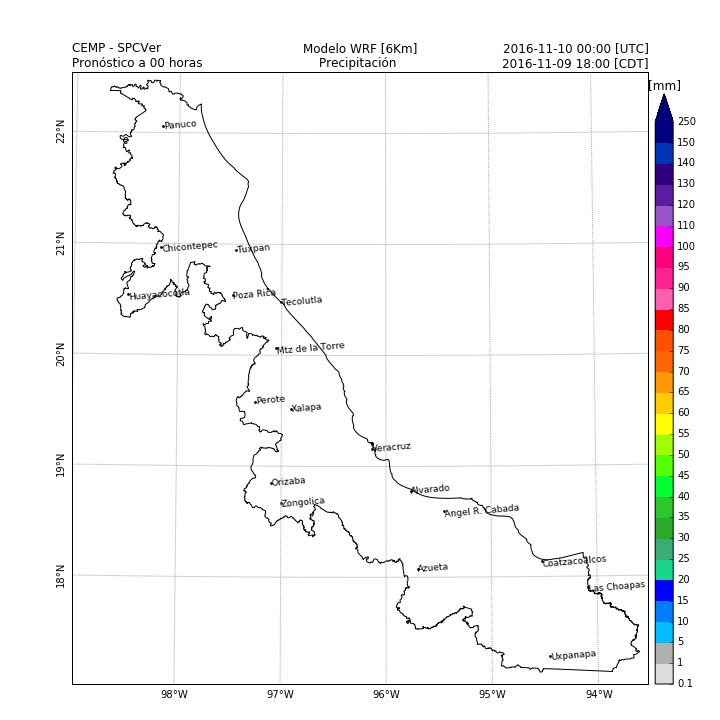 CEMP - SPCVer
Modelo WRF [6Km]
2016-11-10 00:00 [UTC]
Pronóstico a 00 horas
Precipitación
2016-11-09 18:00 [CDT]
[mm]
22°N
21°N
20°N
19°N
18°N
Panuco
Chicontepec
Tuxpan
Huayacocotla
Poza Rica
Tecolutla
Mtz de la Torre
Perote
Xalapa
Veracruz
Orizaba
Alvarado
Zongolica
Angel R. Cabada
Azueta
Coatzacoalcos
Las Choapas
Uxpanapa
98°W
97°W
96°W
95°W
94°W
250
150
140
130
120
110
100
95
90
85
80
75
70
65
60
55
50
45
40
35
30
25
20
15
10
5
1
0.1